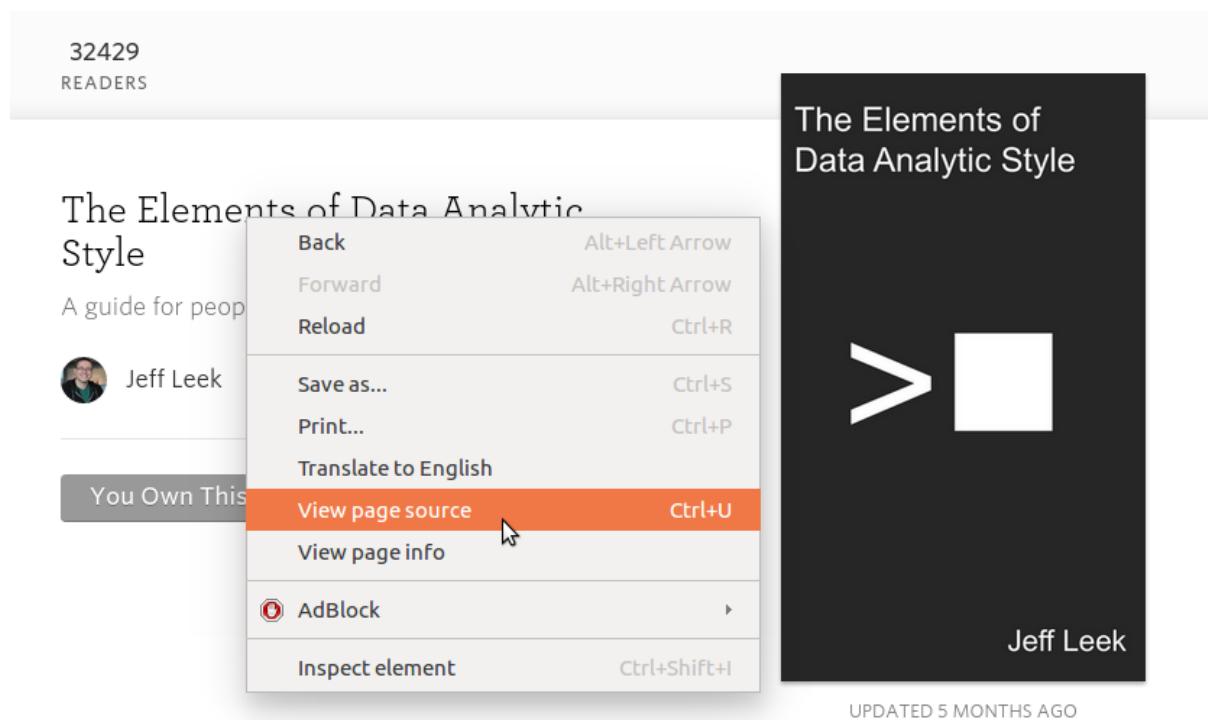 32429
READERS
The Elements of Data Analytic
Style
A guide for peop
Jeff Leek
You Own This
Back Alt+Left Arrow
Forward Alt+Right Arrow
Reload Ctrl+R
Save as... Ctrl+S
Print... Ctrl+P
Translate to English
View page source Ctrl+U
View page info
AdBlock
Inspect element Ctrl+Shift+I
The Elements of
Data Analytic Style
>
Jeff Leek
UPDATED 5 MONTHS AGO